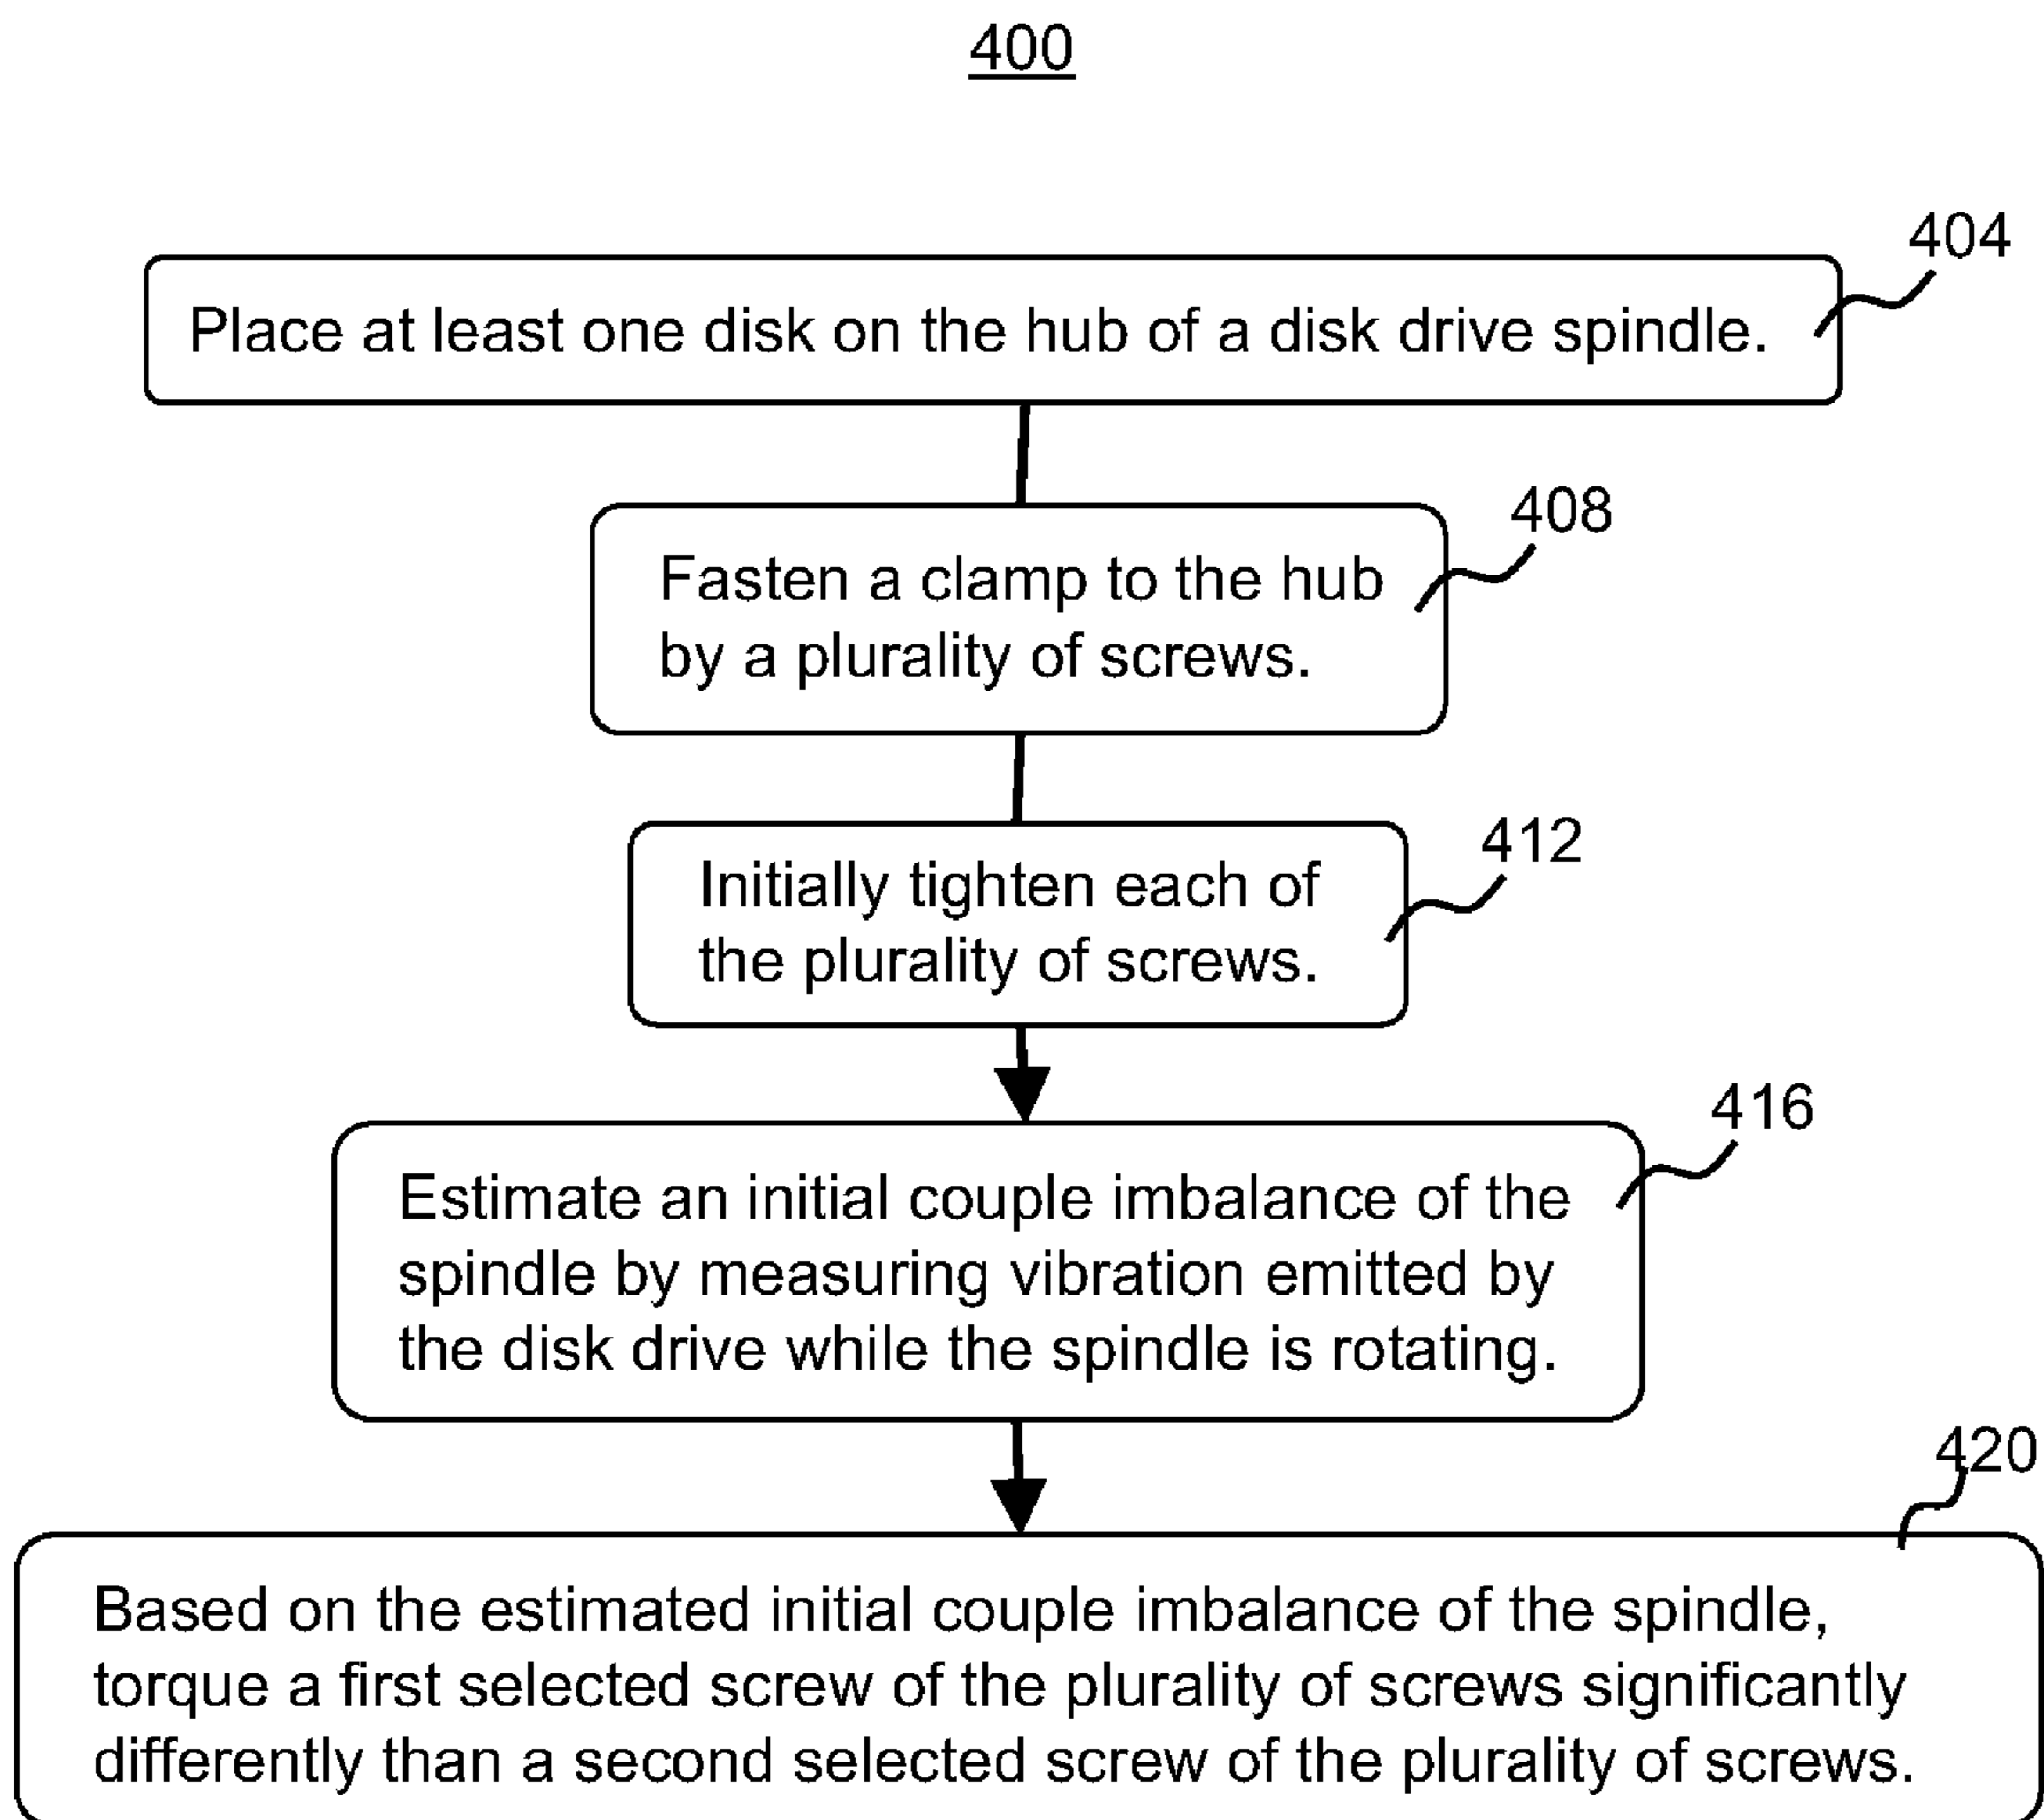 400
404
Place at least one disk on the hub of a disk drive spindle.
408
Fasten a clamp to the hub
by a plurality of screws.
412
Initially tighten each of
the plurality of screws.
416
Estimate an initial couple imbalance of the
spindle by measuring vibration emitted by
the disk drive while the spindle is rotating.
420
Based on the estimated initial couple imbalance of the spindle,
torque a first selected screw of the plurality of screws significantly
differently than a second selected screw of the plurality of screws.